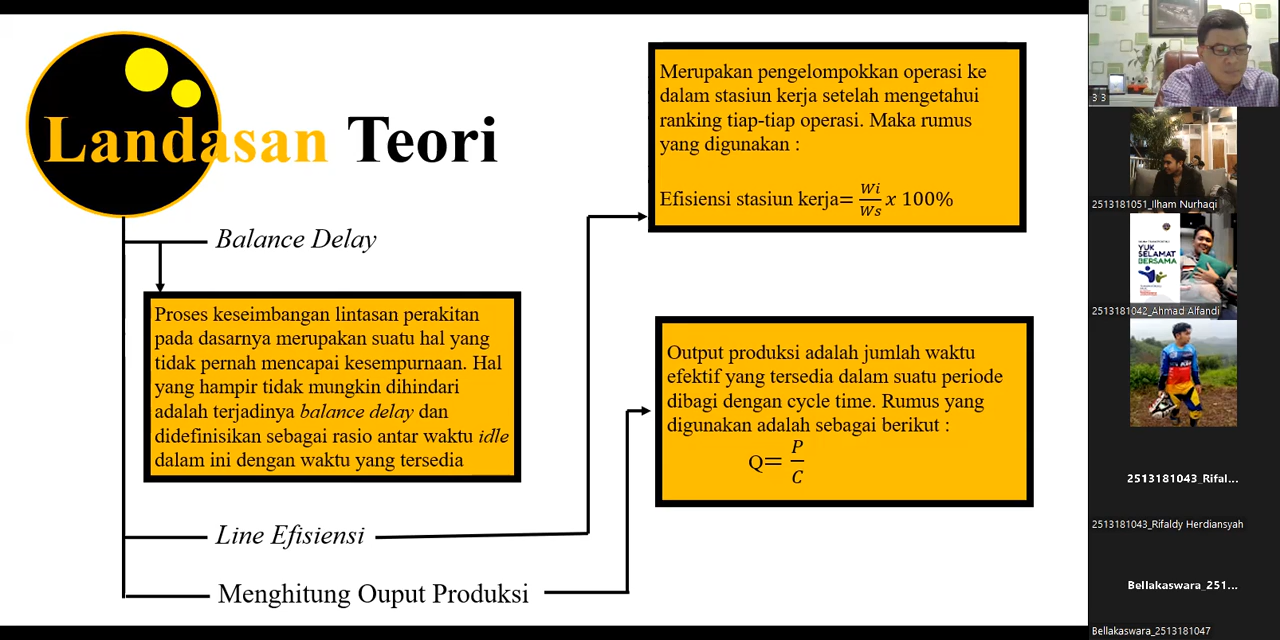 Landasan Teori
Balance Delay
Proses keseimbangan lintasan perakitan
pada dasarnya merupakan suatu hal yang
tidak pernah mencapai kesempurnaan. Hal
yang hampir tidak mungkin dihindari
adalah terjadinya balance delay dan
didefinisikan sebagai rasio antar waktu idle
dalam ini dengan waktu yang tersedia
Line Efisiensi
Menghitung Ouput Produksi
Merupakan pengelompokkan operasi ke
dalam stasiun kerja setelah mengetahui
ranking tiap-tiap operasi. Maka rumus
yang digunakan :
Efisiensi stasiun kerja= Wi/Ws x 100%
Output produksi adalah jumlah waktu
efektif yang tersedia dalam suatu periode
dibagi dengan cycle time. Rumus yang
digunakan adalah sebagai berikut :
Q= P/C
3 3
2513181051_Ilham Nurhaqi
YUK
SELAMAT
BERSAMA
2513181042_Ahmad Alfandi
2513181043_Rifal...
2513181043_Rifaldy Herdiansyah
Bellakaswara_251...
Bellakaswara_2513181047